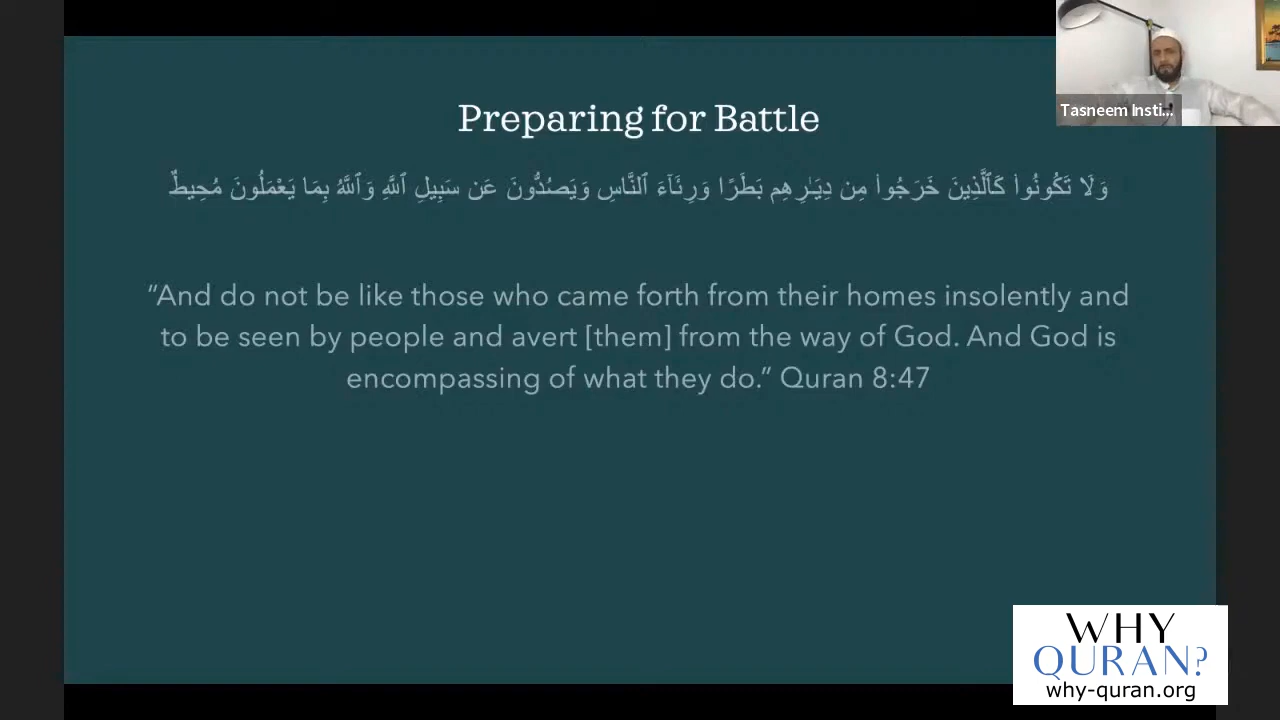 Preparing for Battle
Tasneem Insti...
وَلَا تَكُونُوا۟ كَٱلَّذِينَ خَرَجُوا۟ مِن دِيَـٰرِهِم بَطَرًا وَرِئَآءَ ٱلنَّاسِ وَيَصُدُّونَ عَن سَبِيلِ ٱللَّهِ وَٱللَّهُ بِمَا يَعْمَلُونَ مُحِيطٌ
“And do not be like those who came forth from their homes insolently and
to be seen by people and avert [them] from the way of God. And God is
encompassing of what they do.” Quran 8:47
WHY
QURAN?
why-quran.org